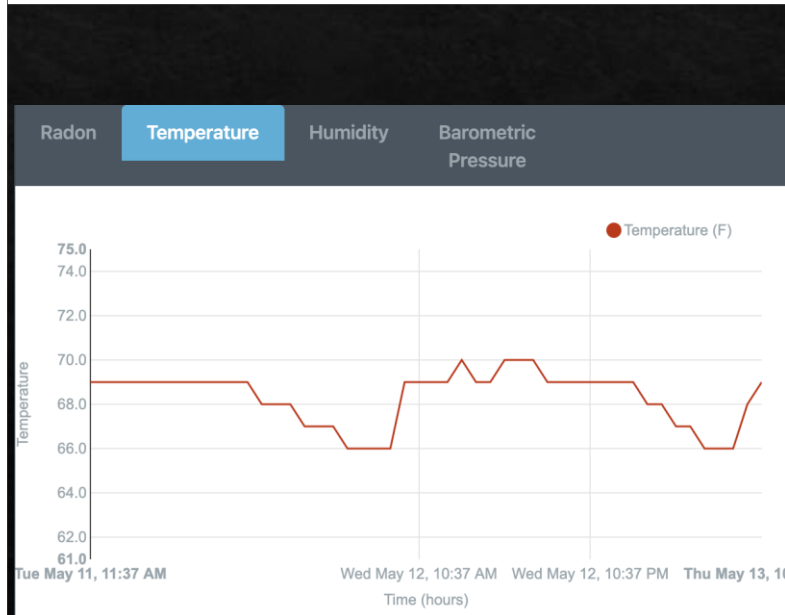 Radon Temperature Humidity Barometric
Pressure
Temperature (F)
75.0
74.0
72.0
70.0
68.0
Temperature
66.0
64.0
62.0
61.0
Tue May 11, 11:37 AM Wed May 12, 10:37 AM Wed May 12, 10:37 PM Thu May 13,
Time (hours)